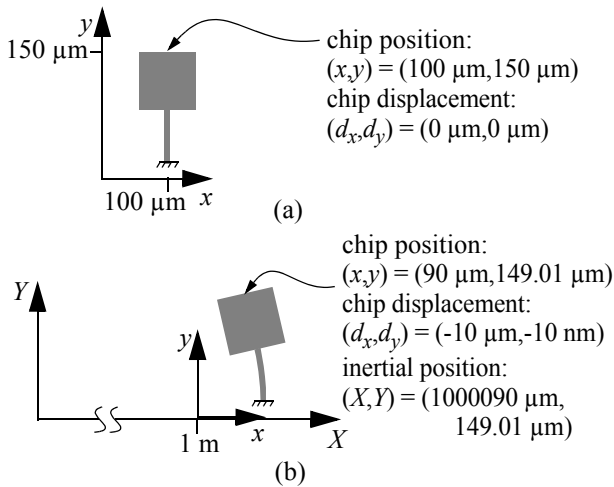 y
150 µm
100 µm
x
(a)
chip position:
(x,y) = (100 µm,150 µm)
chip displacement:
(dx,dy) = (0 µm,0 µm)
Y
y
1 m
x
X
(b)
chip position:
(x,y) = (90 µm,149.01 µm)
chip displacement:
(dx,dy) = (-10 µm,-10 nm)
inertial position:
(X,Y) = (1000090 µm,
149.01 µm)